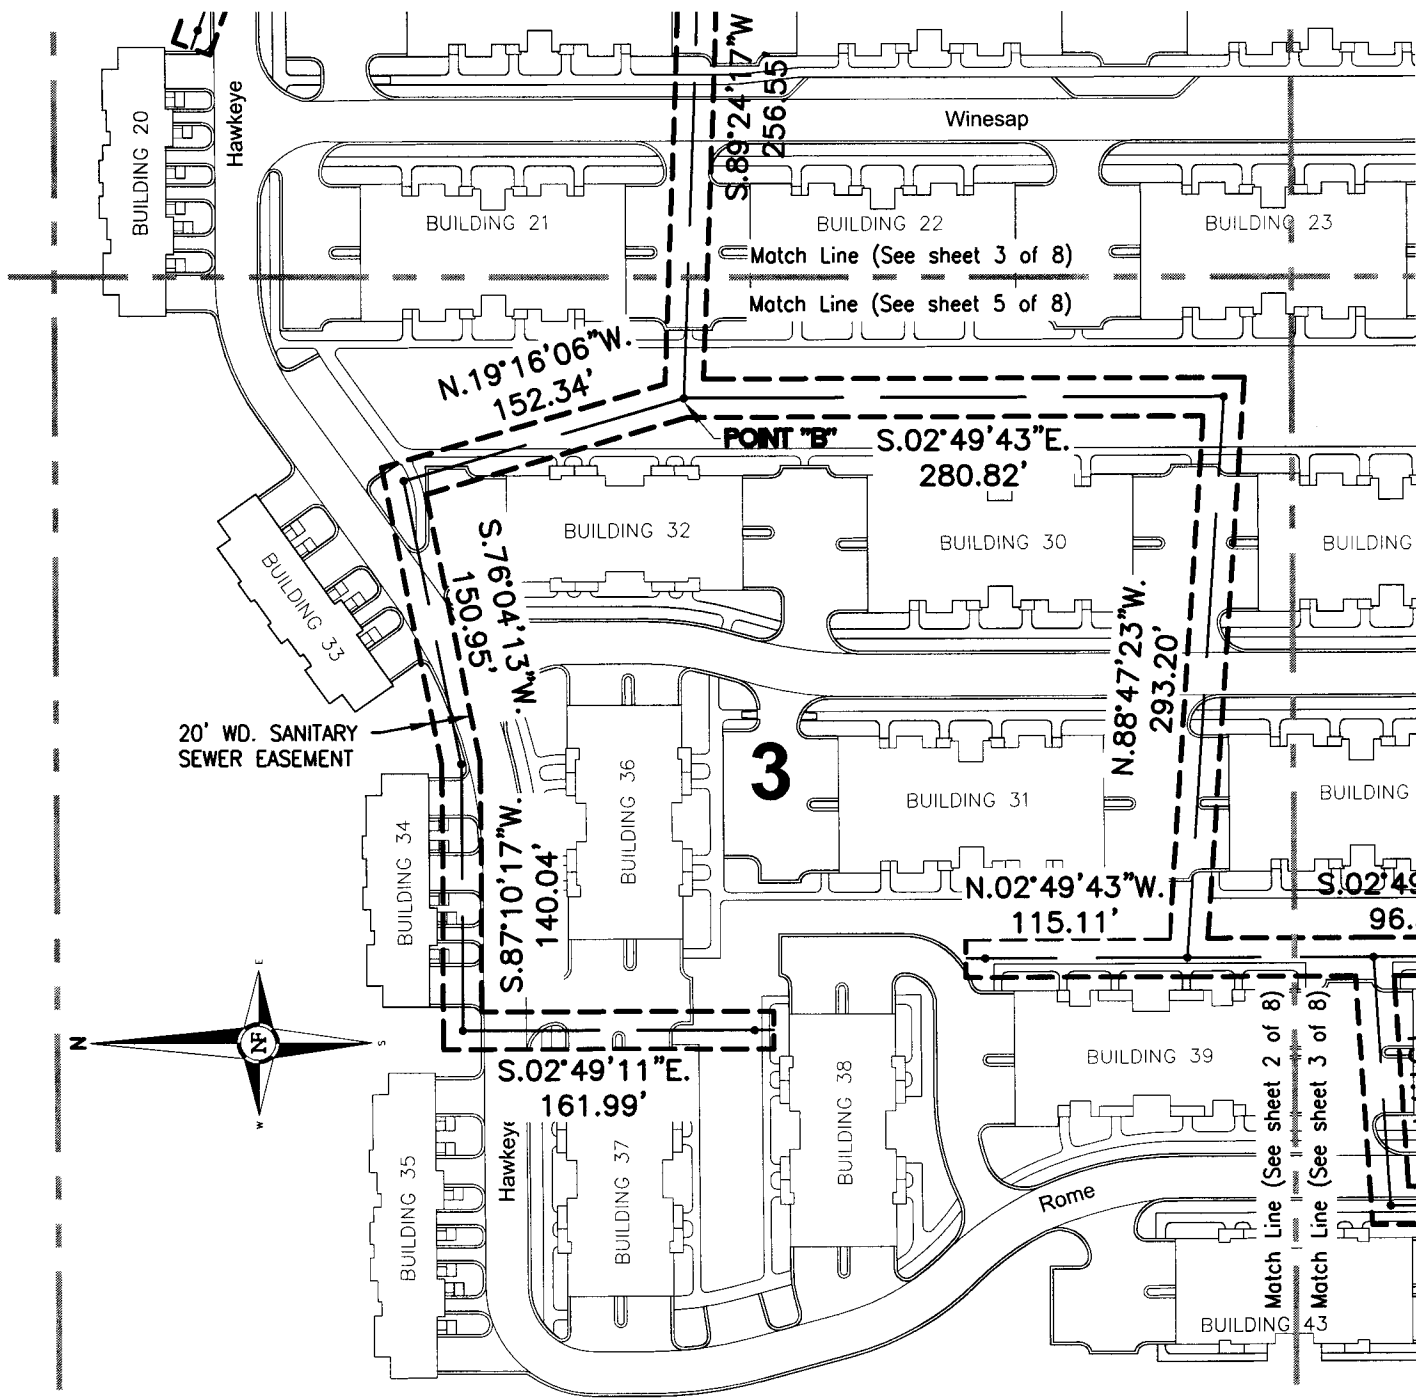 S.89°24'17"W
256.55'
Hawkeye
BUILDING 20
Winesap
BUILDING 21
BUILDING 22
BUILDING 23
Match Line (See sheet 3 of 8)
Match Line (See sheet 5 of 8)
N.19°16'06"W.
152.34'
POINT "B"
S.02°49'43"E.
280.82'
BUILDING 32
BUILDING 30
BUILDING
BUILDING 33
S.76°04'13"W.
150.95'
N.88°47'23"W.
293.20'
20' WD. SANITARY
SEWER EASEMENT
BUILDING 36
3
BUILDING 31
BUILDING
BUILDING 34
S.87°10'17"W.
140.04'
N.02°49'43"W.
115.11'
S.02°49
96.
E
N
NF
S
W
S.02°49'11"E.
161.99'
BUILDING 38
BUILDING 39
Match Line (See sheet 2 of 8)
Match Line (See sheet 3 of 8)
Hawkeye
BUILDING 35
BUILDING 37
Rome
BUILDING 43